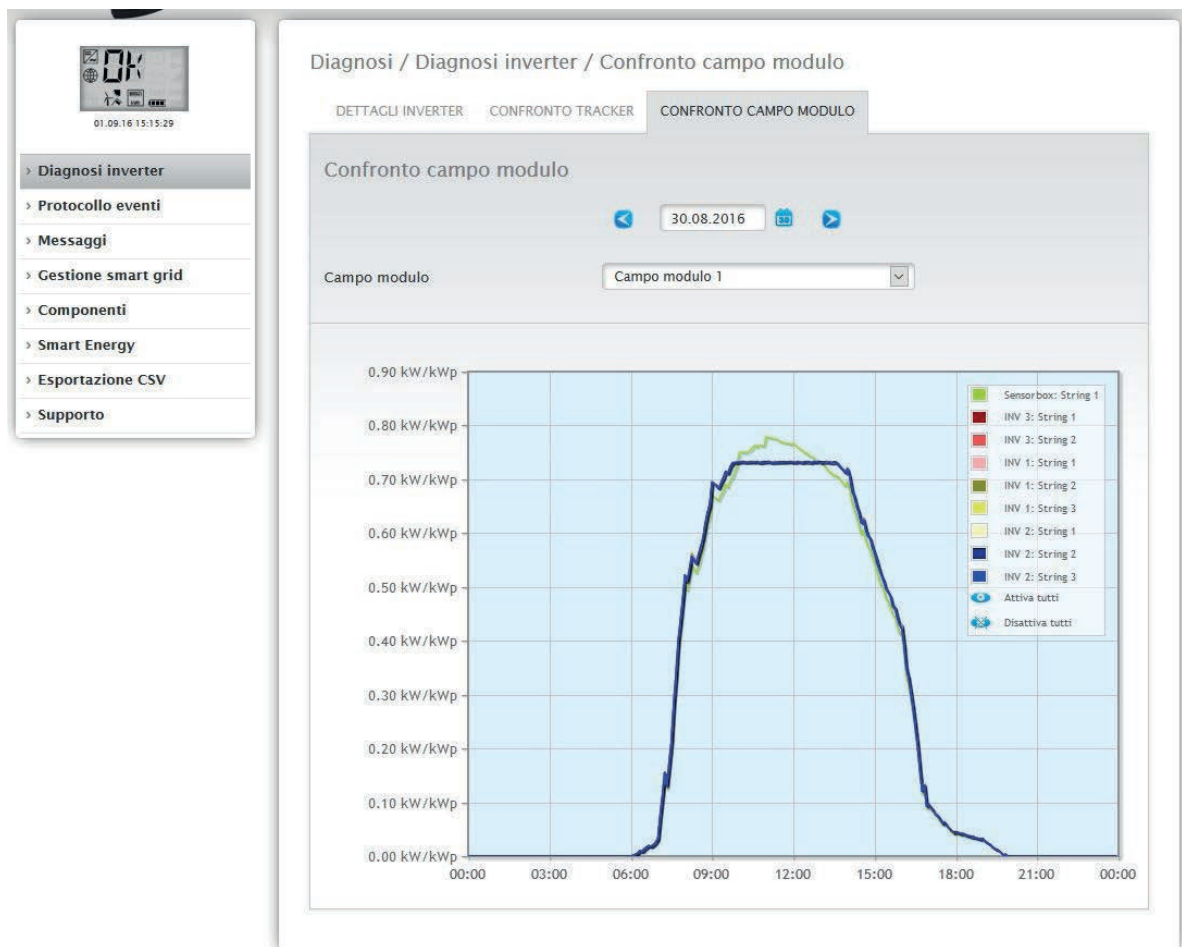 OK
01.09.16 15:15:29
› Diagnosi inverter
› Protocollo eventi
› Messaggi
› Gestione smart grid
› Componenti
› Smart Energy
› Esportazione CSV
› Supporto
Diagnosi / Diagnosi inverter / Confronto campo modulo
DETTAGLI INVERTER CONFRONTO TRACKER CONFRONTO CAMPO MODULO
Confronto campo modulo
30.08.2016
Campo modulo Campo modulo 1
0.90 kW/kWp
0.80 kW/kWp
0.70 kW/kWp
0.60 kW/kWp
0.50 kW/kWp
0.40 kW/kWp
0.30 kW/kWp
0.20 kW/kWp
0.10 kW/kWp
0.00 kW/kWp
00:00 03:00 06:00 09:00 12:00 15:00 18:00 21:00 00:00
Sensorbox: String 1
INV 3: String 1
INV 3: String 2
INV 1: String 1
INV 1: String 2
INV 1: String 3
INV 2: String 1
INV 2: String 2
INV 2: String 3
Attiva tutti
Disattiva tutti